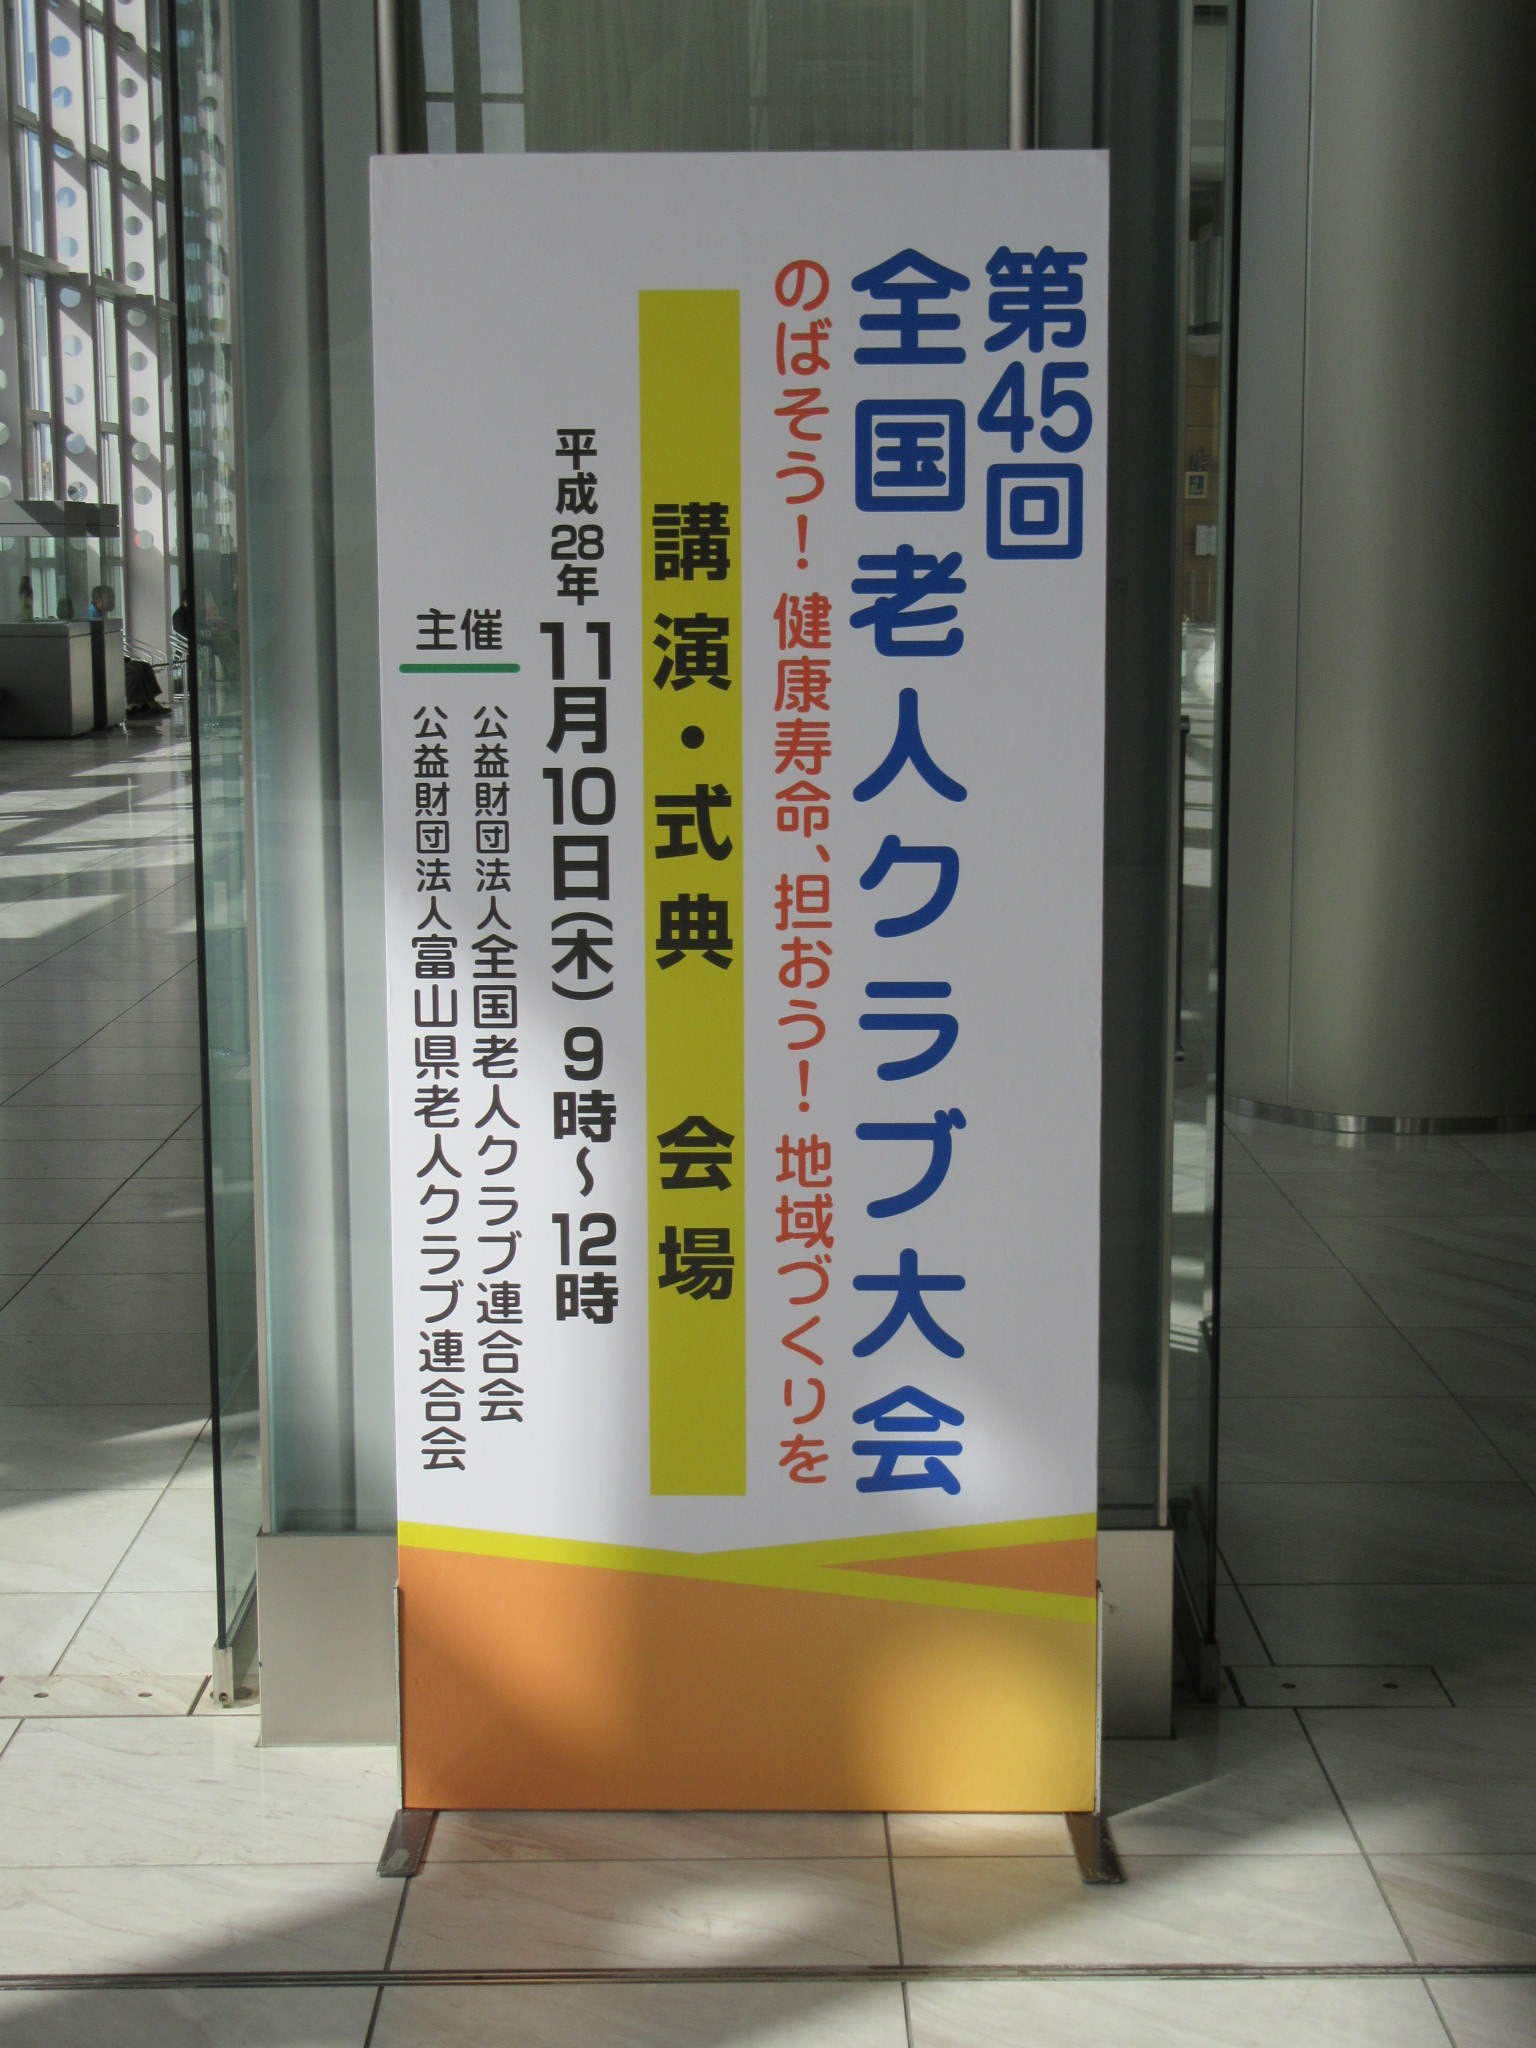 第45回
全国老人クラブ大会
のばそう！健康寿命、担おう！地域づくりを
講演・式典 会場
平成28年11月10日(木) 9時～12時
主催
公益財団法人全国老人クラブ連合会
公益財団法人富山県老人クラブ連合会